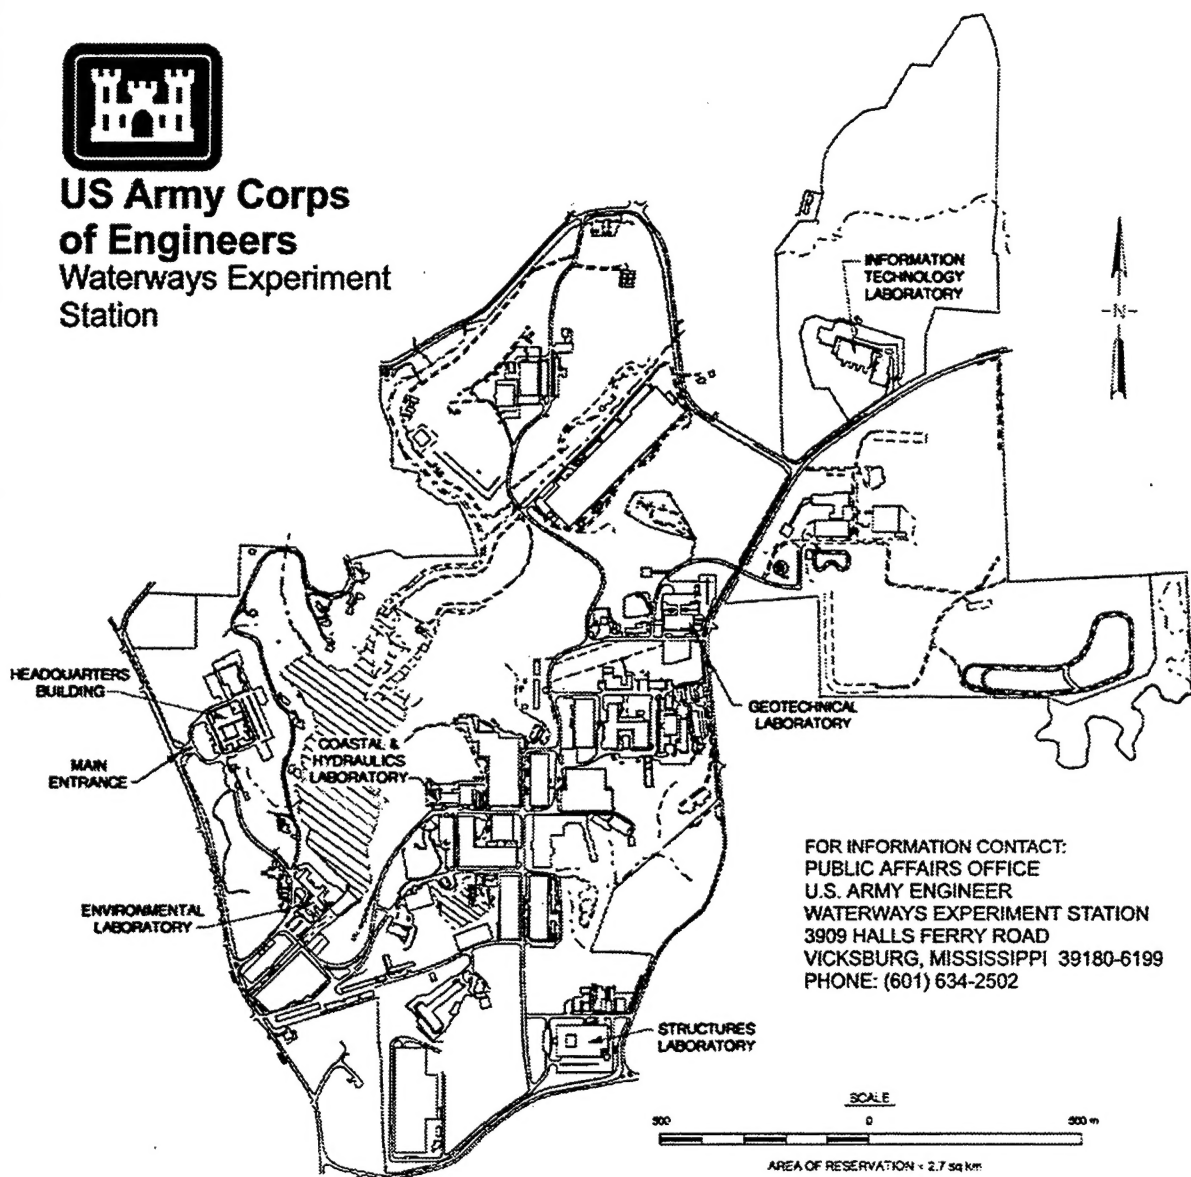 US Army Corps
of Engineers
Waterways Experiment
Station
INFORMATION
TECHNOLOGY
LABORATORY
-N-
HEADQUARTERS
BUILDING
MAIN
ENTRANCE
COASTAL &
HYDRAULICS
LABORATORY
GEOTECHNICAL
LABORATORY
ENVIRONMENTAL
LABORATORY
STRUCTURES
LABORATORY
FOR INFORMATION CONTACT:
PUBLIC AFFAIRS OFFICE
U.S. ARMY ENGINEER
WATERWAYS EXPERIMENT STATION
3909 HALLS FERRY ROAD
VICKSBURG, MISSISSIPPI 39180-6199
PHONE: (601) 634-2502
SCALE
500 0 500 m
AREA OF RESERVATION = 2.7 sq km